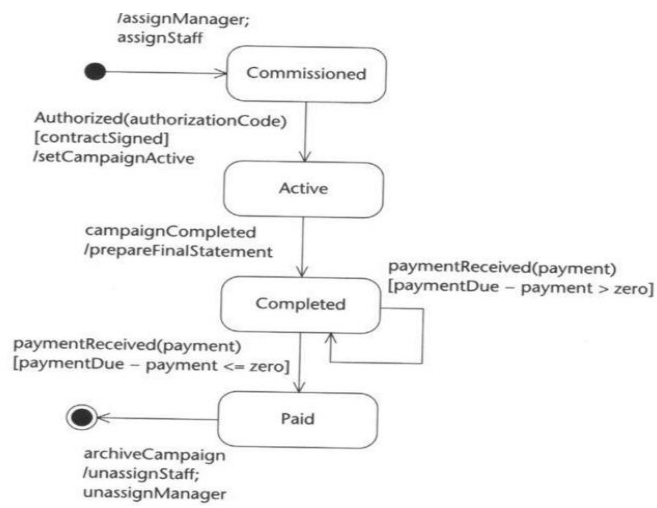 /assignManager;
assignStaff
Commissioned
Authorized(authorizationCode)
[contractSigned]
/setCampaignActive
Active
campaignCompleted
/prepareFinalStatement
paymentReceived(payment)
[paymentDue – payment > zero]
Completed
paymentReceived(payment)
[paymentDue – payment <= zero]
Paid
archiveCampaign
/unassignStaff;
unassignManager